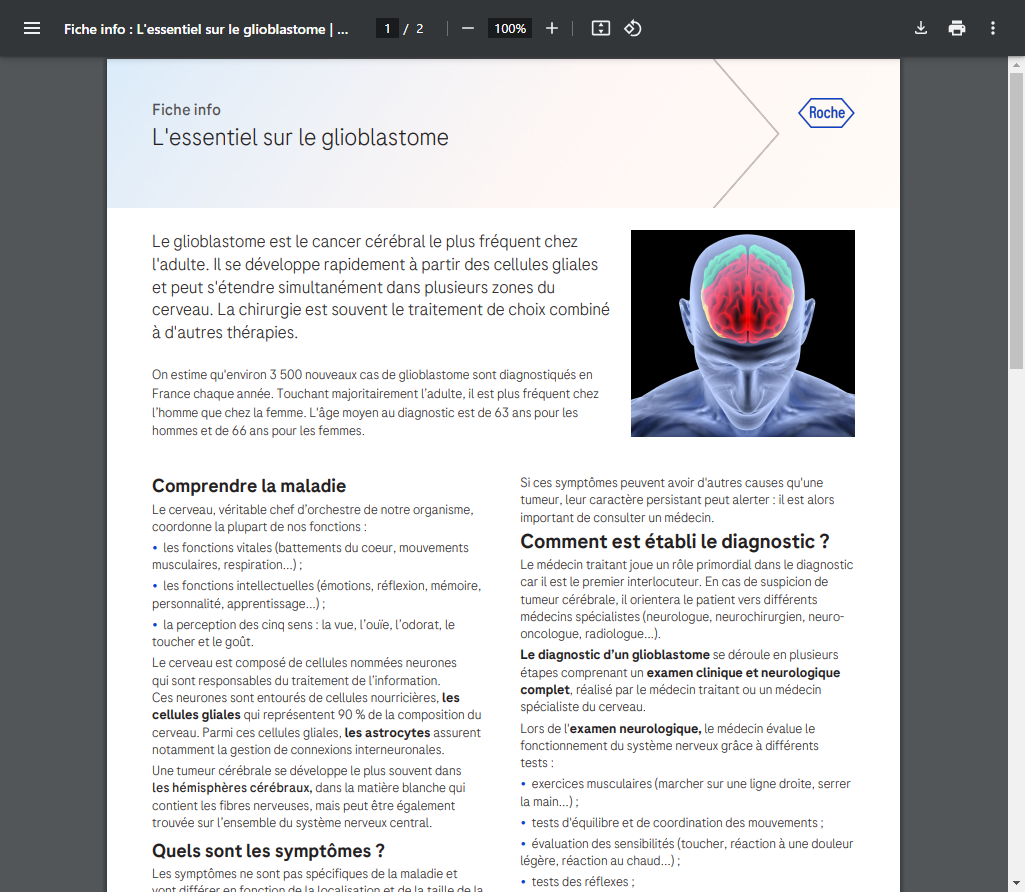 Fiche info : L'essentiel sur le glioblastome | ...
1 / 2
100%
Fiche info
L'essentiel sur le glioblastome
Roche
Le glioblastome est le cancer cérébral le plus fréquent chez
l'adulte. Il se développe rapidement à partir des cellules gliales
et peut s'étendre simultanément dans plusieurs zones du
cerveau. La chirurgie est souvent le traitement de choix combiné
à d'autres thérapies.
On estime qu'environ 3 500 nouveaux cas de glioblastome sont diagnostiqués en
France chaque année. Touchant majoritairement l'adulte, il est plus fréquent chez
l'homme que chez la femme. L'âge moyen au diagnostic est de 63 ans pour les
hommes et de 66 ans pour les femmes.
Comprendre la maladie
Le cerveau, véritable chef d'orchestre de notre organisme,
coordonne la plupart de nos fonctions :
• les fonctions vitales (battements du coeur, mouvements
musculaires, respiration...) ;
• les fonctions intellectuelles (émotions, réflexion, mémoire,
personnalité, apprentissage...) ;
• la perception des cinq sens : la vue, l'ouïe, l'odorat, le
toucher et le goût.
Le cerveau est composé de cellules nommées neurones
qui sont responsables du traitement de l'information.
Ces neurones sont entourés de cellules nourricières, les
cellules gliales qui représentent 90 % de la composition du
cerveau. Parmi ces cellules gliales, les astrocytes assurent
notamment la gestion de connexions interneuronales.
Une tumeur cérébrale se développe le plus souvent dans
les hémisphères cérébraux, dans la matière blanche qui
contient les fibres nerveuses, mais peut être également
trouvée sur l'ensemble du système nerveux central.
Quels sont les symptômes ?
Les symptômes ne sont pas spécifiques de la maladie et
vont différer en fonction de la localisation et de la taille de la
Si ces symptômes peuvent avoir d'autres causes qu'une
tumeur, leur caractère persistant peut alerter : il est alors
important de consulter un médecin.
Comment est établi le diagnostic ?
Le médecin traitant joue un rôle primordial dans le diagnostic
car il est le premier interlocuteur. En cas de suspicion de
tumeur cérébrale, il orientera le patient vers différents
médecins spécialistes (neurologue, neurochirurgien, neuro-
oncologue, radiologue...).
Le diagnostic d'un glioblastome se déroule en plusieurs
étapes comprenant un examen clinique et neurologique
complet, réalisé par le médecin traitant ou un médecin
spécialiste du cerveau.
Lors de l'examen neurologique, le médecin évalue le
fonctionnement du système nerveux grâce à différents
tests :
• exercices musculaires (marcher sur une ligne droite, serrer
la main...) ;
• tests d'équilibre et de coordination des mouvements ;
• évaluation des sensibilités (toucher, réaction à une douleur
légère, réaction au chaud...) ;
• tests des réflexes ;